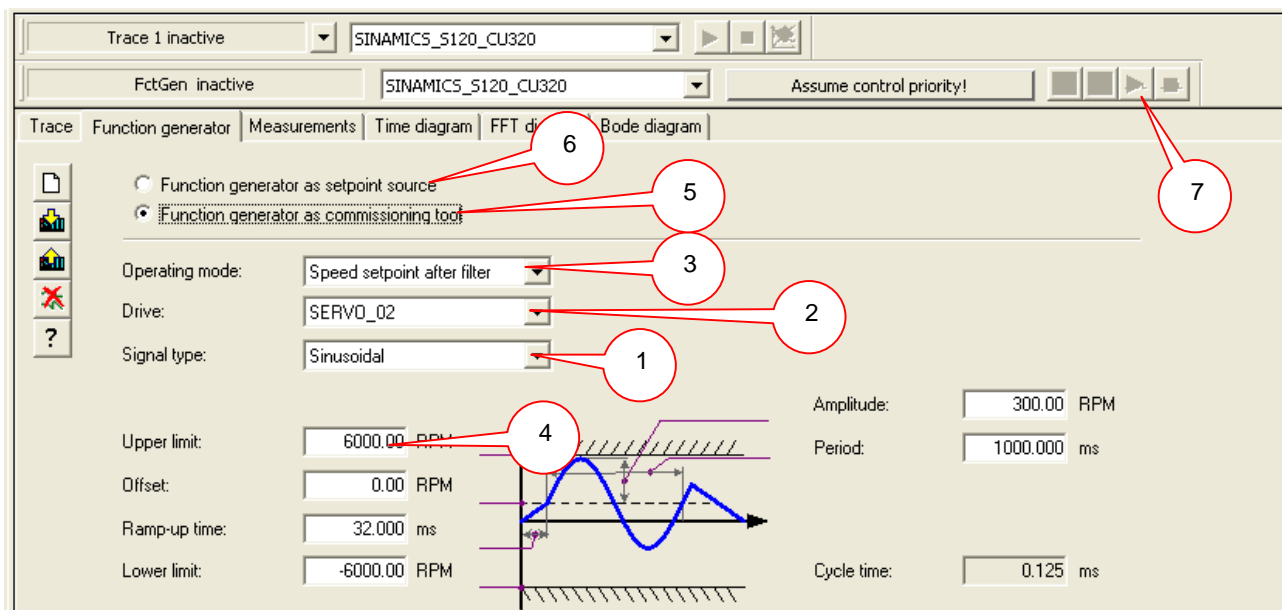 Trace 1 inactive SINAMICS_S120_CU320
FctGen inactive SINAMICS_S120_CU320 Assume control priority!
Trace Function generator Measurements Time diagram FFT di Bode diagram
6
Function generator as setpoint source
5
7
Function generator as commissioning tool
Operating mode: Speed setpoint after filter
3
Drive: SERVO_02
2
? Signal type: Sinusoidal
1
Amplitude: 300.00 RPM
Upper limit: 6000.00 RPM
4
Period: 1000.000 ms
Offset: 0.00 RPM
Ramp-up time: 32.000 ms
Lower limit: -6000.00 RPM
Cycle time: 0.125 ms